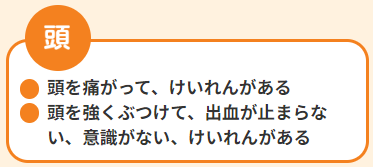 頭
頭を痛がって、けいれんがある
頭を強くぶつけて、出血が止まらな
い、意識がない、けいれんがある